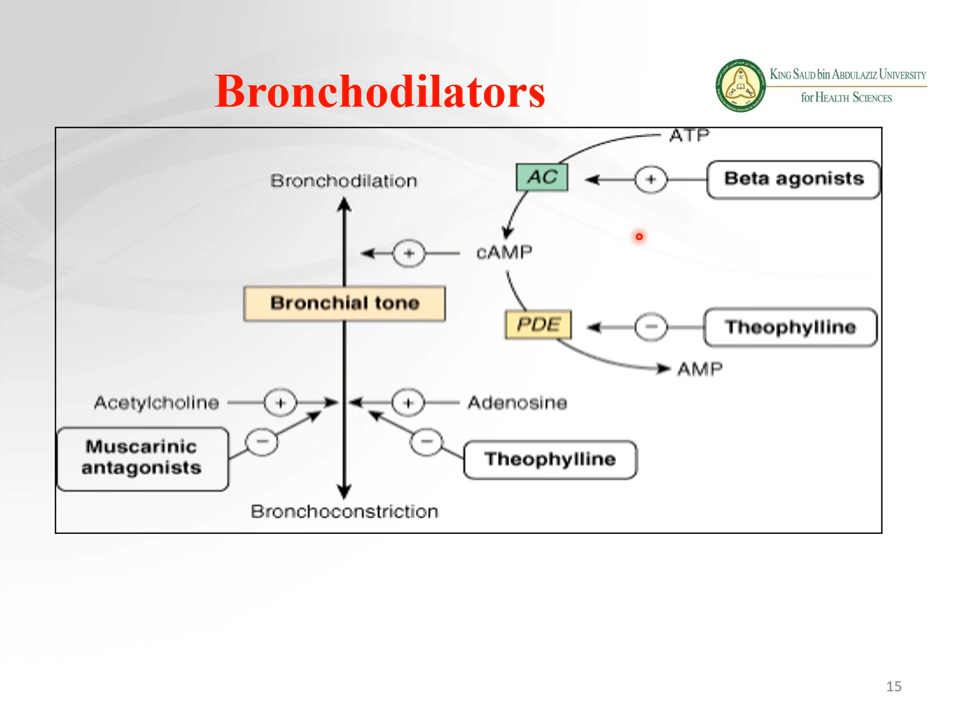 Bronchodilators
KING SAUD bin ABDULAZIZ UNIVERSITY
for HEALTH SCIENCES
ATP
Bronchodilation
AC
+
Beta agonists
+
cAMP
Bronchial tone
PDE
−
Theophylline
AMP
Acetylcholine
+
+
Adenosine
Muscarinic
antagonists
−
−
Theophylline
Bronchoconstriction
15